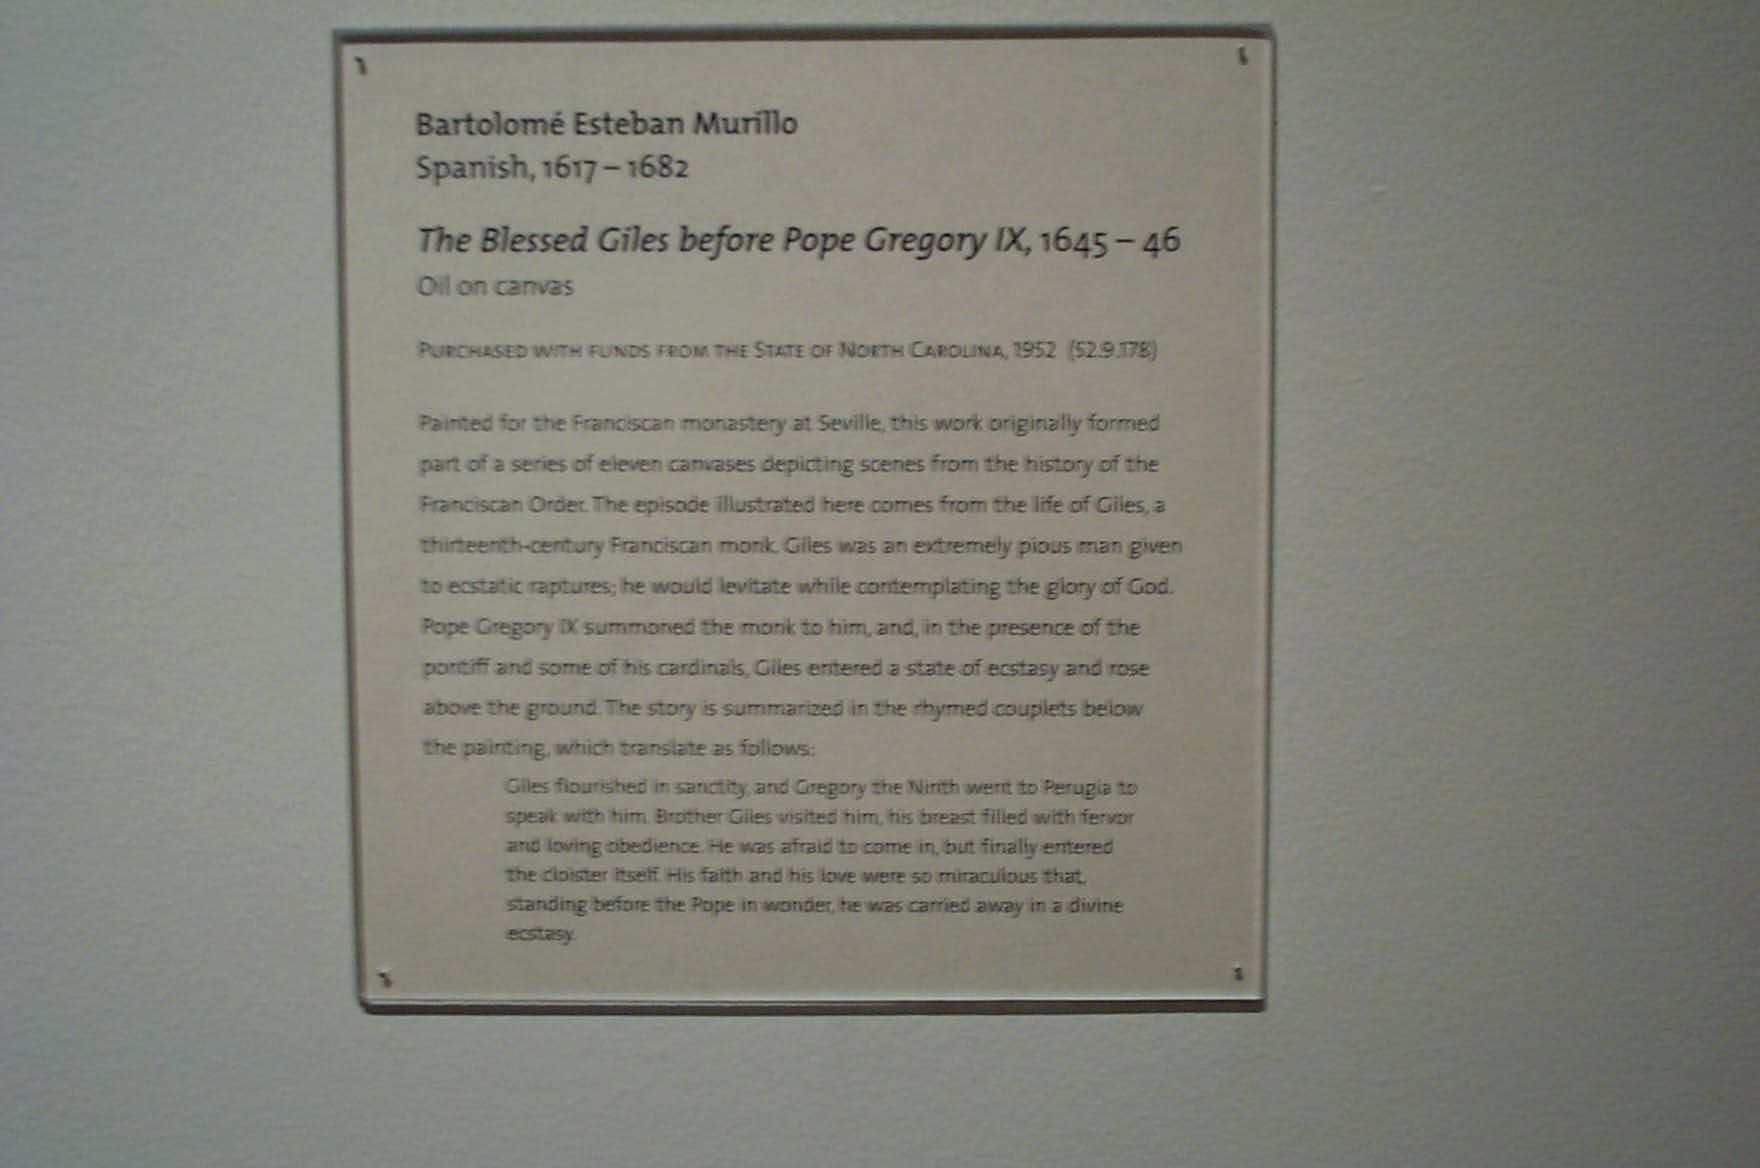 Bartolomé Esteban Murillo
Spanish, 1617 – 1682
The Blessed Giles before Pope Gregory IX, 1645 – 46
Oil on canvas
PURCHASED WITH FUNDS FROM THE STATE OF NORTH CAROLINA, 1952 (52.9.178)
Painted for the Franciscan monastery at Seville, this work originally formed
part of a series of eleven canvases depicting scenes from the history of the
Franciscan Order. The episode illustrated here comes from the life of Giles, a
thirteenth-century Franciscan monk. Giles was an extremely pious man given
to ecstatic raptures; he would levitate while contemplating the glory of God.
Pope Gregory IX summoned the monk to him, and, in the presence of the
pontiff and some of his cardinals, Giles entered a state of ecstasy and rose
above the ground. The story is summarized in the rhymed couplets below
the painting, which translate as follows:
Giles flourished in sanctity, and Gregory the Ninth went to Perugia to
speak with him. Brother Giles visited him, his breast filled with fervor
and loving obedience. He was afraid to come in, but finally entered
the cloister itself. His faith and his love were so miraculous that,
standing before the Pope in wonder, he was carried away in a divine
ecstasy.